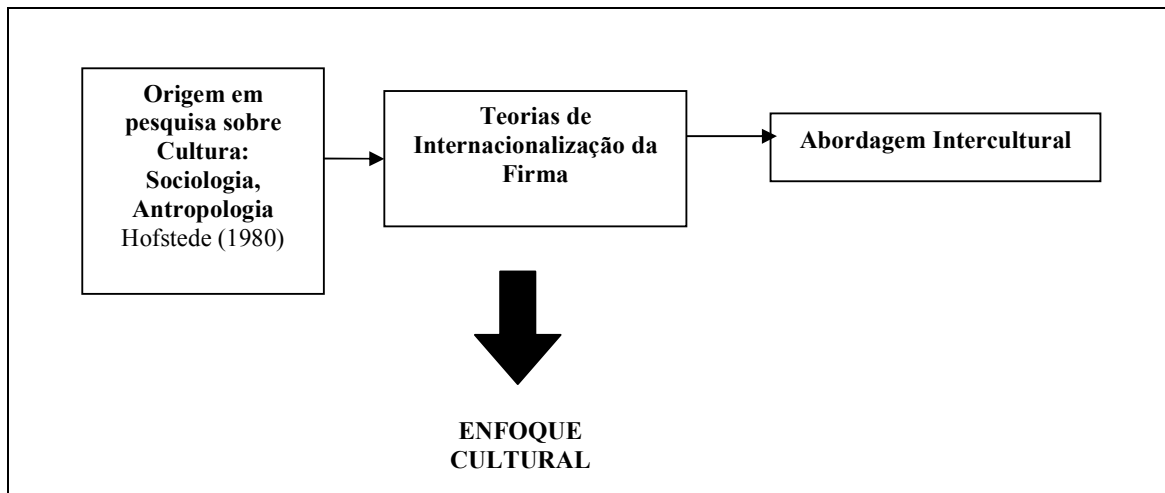 Origem em
pesquisa sobre
Cultura:
Sociologia,
Antropologia
Hofstede (1980)
Teorias de
Internacionalização da
Firma
Abordagem Intercultural
ENFOQUE
CULTURAL